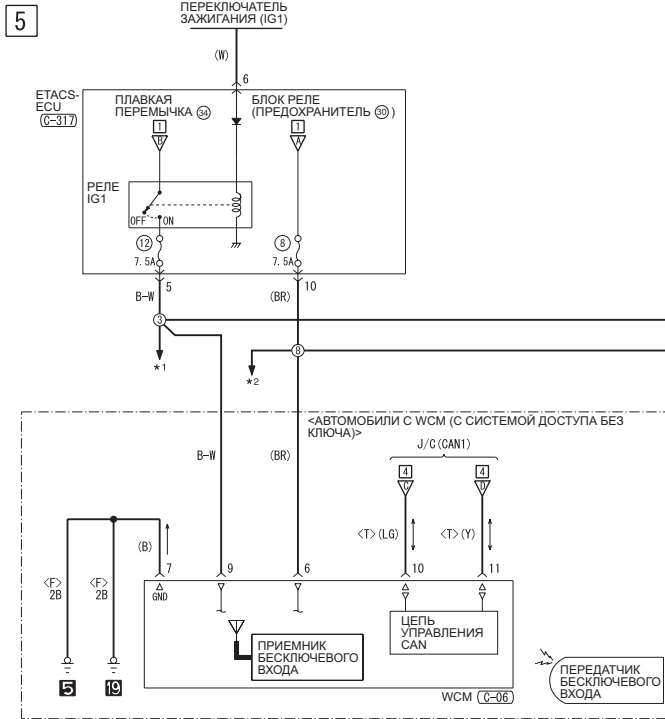 5
ПЕРЕКЛЮЧАТЕЛЬ
ЗАЖИГАНИЯ (IG1)
(W)
6
ETACS-
ECU
C-317
ПЛАВКАЯ
ПЕРЕМЫЧКА 34
БЛОК РЕЛЕ
(ПРЕДОХРАНИТЕЛЬ 30 )
1
B
1
A
РЕЛЕ
IG1
OFF
ON
12
8
7.5A
7.5A
5
10
B-W
(BR)
3
8
*1
*2
<АВТОМОБИЛИ С WCM (С СИСТЕМОЙ ДОСТУПА БЕЗ
КЛЮЧА)>
J/C(CAN1)
B-W
(BR)
4
C
4
D
<T>(LG)
<T>(Y)
(B)
7
9
6
10
11
<F>
2B
<F>
2B
GND
ПРИЕМНИК
БЕСКЛЮЧЕВОГО
ВХОДА
ЦЕПЬ
УПРАВЛЕНИЯ
CAN
5
19
WCM C-06
ПЕРЕДАТЧИК
БЕСКЛЮЧЕВОГО
ВХОДА